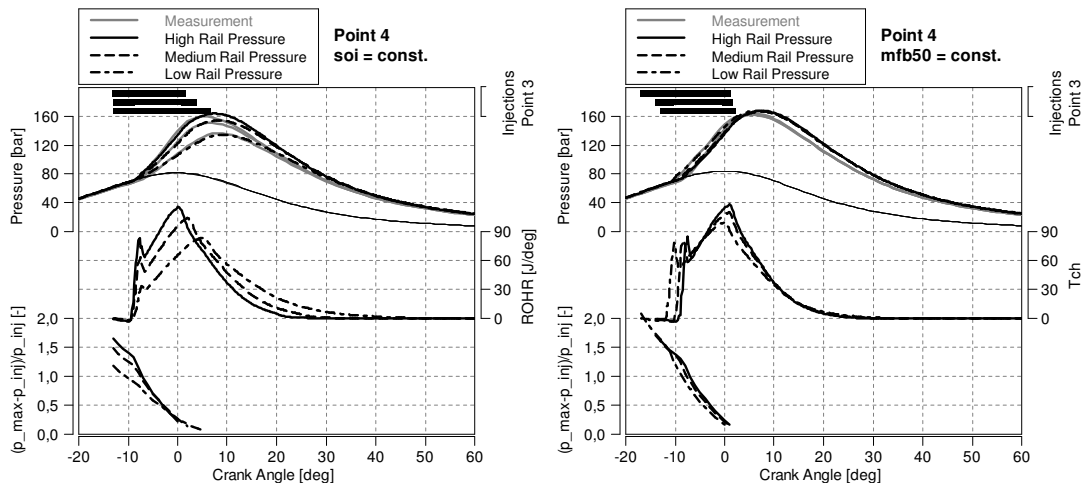 Measurement
High Rail Pressure
Medium Rail Pressure
Low Rail Pressure
Point 4
soi = const.
Injections
Point 3
Pressure [bar]
160
120
80
40
0
90
60
30
0
ROHR [J/deg]
(p_max-p_inj)/p_inj [-]
2,0
1,5
1,0
0,5
0,0
-20 -10 0 10 20 30 40 50 60
Crank Angle [deg]
Measurement
High Rail Pressure
Medium Rail Pressure
Low Rail Pressure
Point 4
mfb50 = const.
Injections
Point 3
Pressure [bar]
160
120
80
40
0
90
60
30
0
Tch
(p_max-p_inj)/p_inj [-]
2,0
1,5
1,0
0,5
0,0
-20 -10 0 10 20 30 40 50 60
Crank Angle [deg]